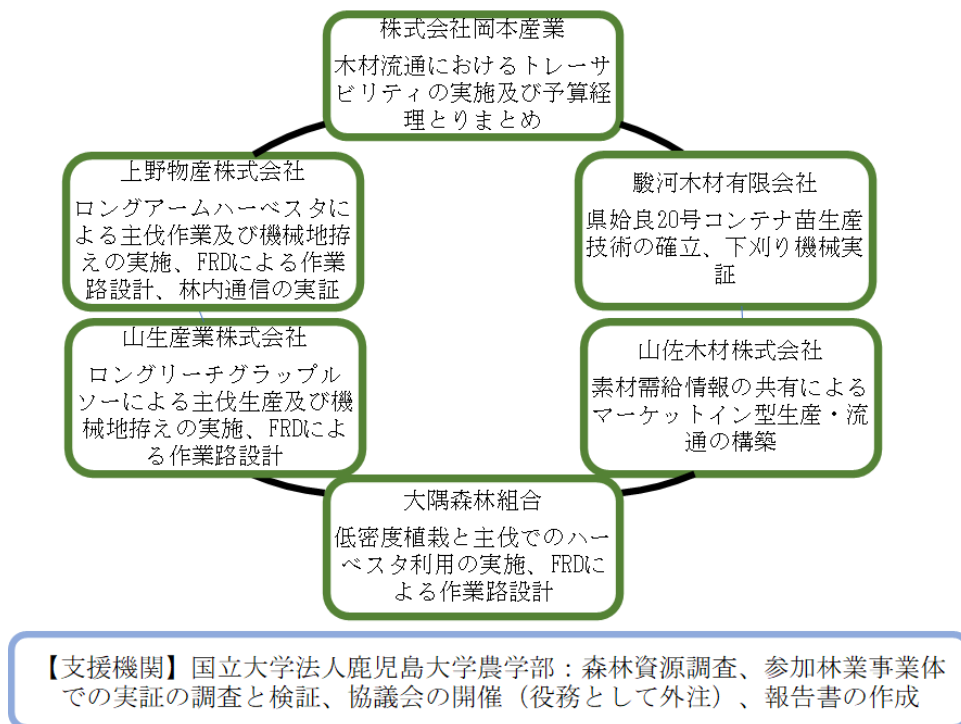 株式会社岡本産業
木材流通におけるトレーサ
ビリティの実施及び予算経
理とりまとめ
上野物産株式会社
ロングアームハーベスタに
よる主伐作業及び機械地拵
えの実施、FRDによる作業
路設計、林内通信の実証
駿河木材有限会社
県姶良20号コンテナ苗生産
技術の確立、下刈り機械実
証
山生産業株式会社
ロングリーチグラップル
ソーによる主伐生産及び機
械地拵えの実施、FRDによ
る作業路設計
山佐木材株式会社
素材需給情報の共有による
マーケットイン型生産・流
通の構築
大隅森林組合
低密度植栽と主伐でのハー
ベスタ利用の実施、FRDに
よる作業路設計
【支援機関】国立大学法人鹿児島大学農学部：森林資源調査、参加林業事業体
での実証の調査と検証、協議会の開催（役務として外注）、報告書の作成